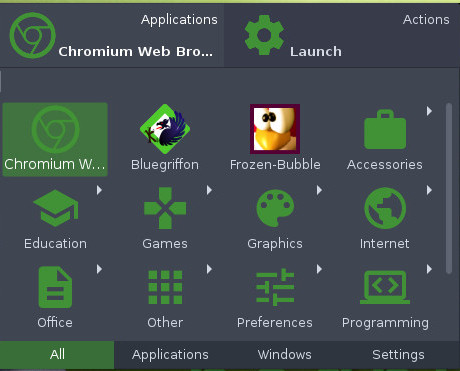 Applications
Actions
Chromium Web Bro...
Launch
Chromium W...
Bluegriffon
Frozen-Bubble
Accessories
Education
Games
Graphics
Internet
Office
Other
Preferences
Programming
All
Applications
Windows
Settings